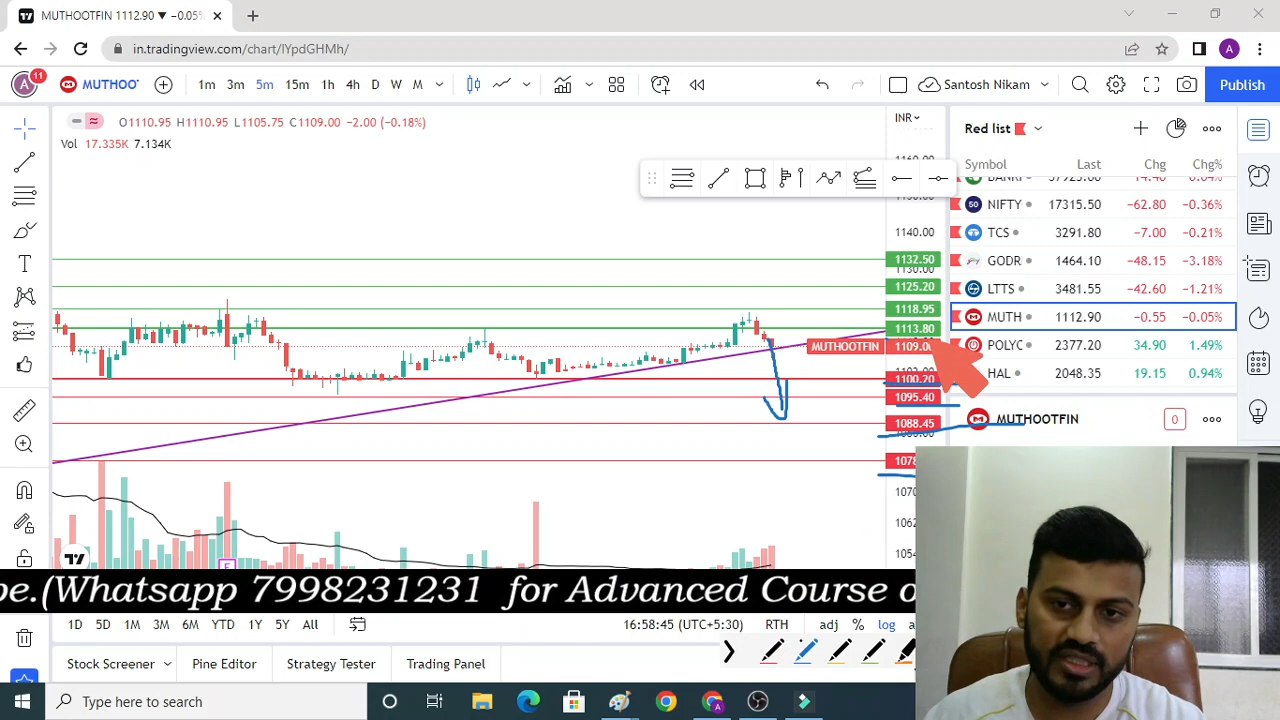 MUTHOOTFIN 1112.90 ▼ −0.05%
in.tradingview.com/chart/IYpdGHMh/
A
A
11
MUTHOO
1m 3m 5m 15m 1h 4h D W M
Santosh Nikam
Publish
O1110.95 H1110.95 L1105.75 C1109.00 −2.00 (−0.18%)
Vol 17.335K 7.134K
INR
Red list
Symbol Last Chg Chg%
NIFTY 17315.50 −62.80 −0.36%
TCS 3291.80 −7.00 −0.21%
GODR 1464.10 −48.15 −3.18%
LTTS 3481.55 −42.60 −1.21%
MUTH 1112.90 −0.55 −0.05%
POLYC 2377.20 34.90 1.49%
HAL 2048.35 19.15 0.94%
1140.00
1132.50
1130.00
1125.20
1118.95
1113.80
MUTHOOTFIN
1100.20
1095.40
1088.45
MUTHOOTFIN
0
E
pe.(Whatsapp 7998231231 for Advanced Course o
1D 5D 1M 3M 6M YTD 1Y 5Y All
16:58:45 (UTC+5:30) RTH adj % log
Stock Screener Pine Editor Strategy Tester Trading Panel
Type here to search